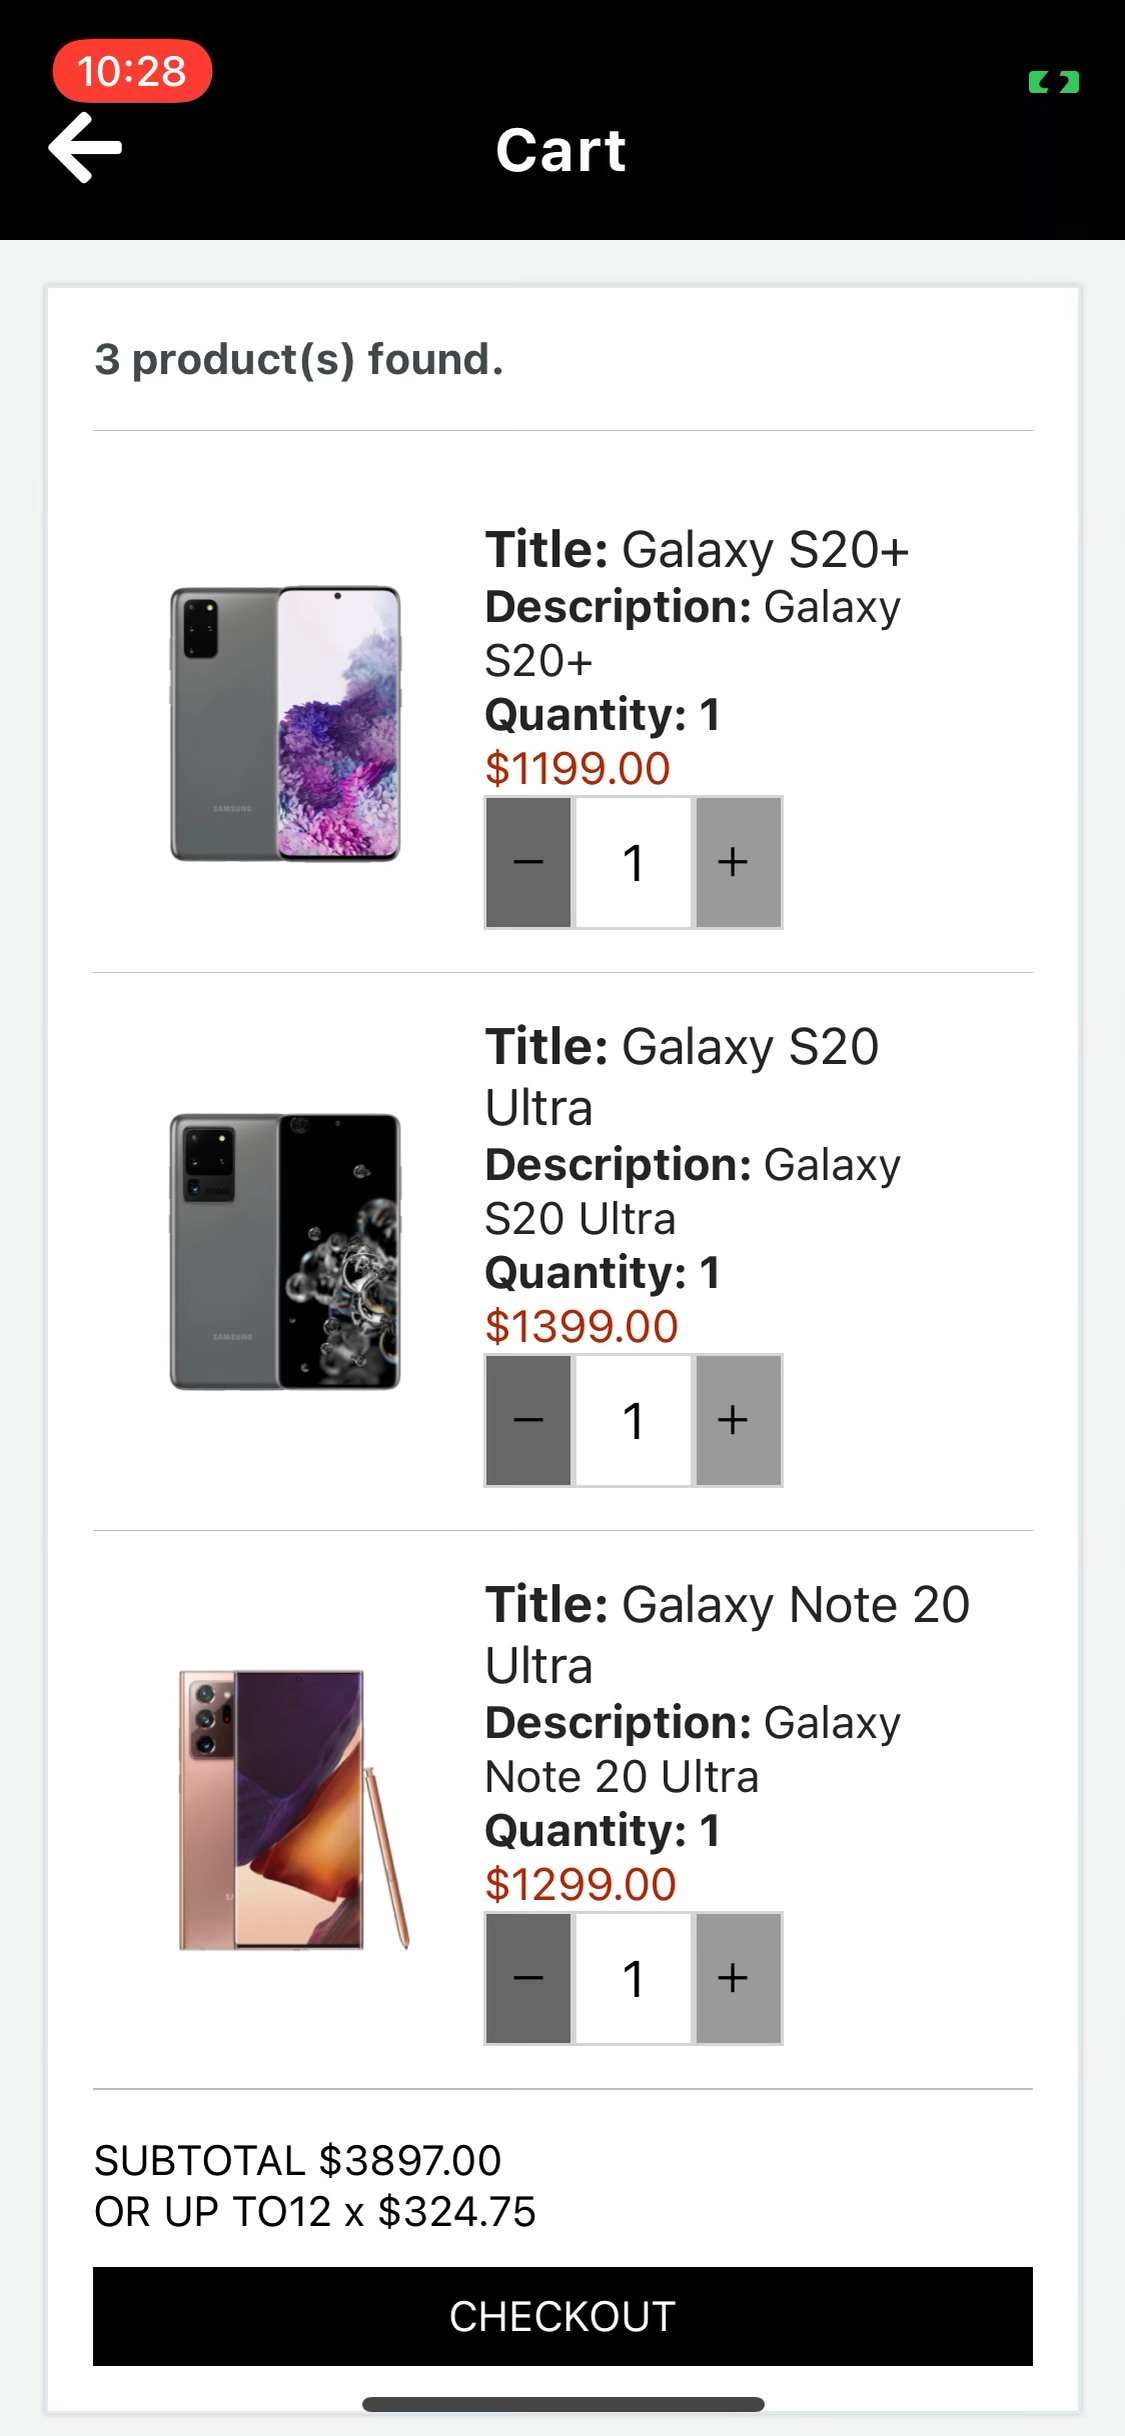 10:28
Cart
3 product(s) found.
Title: Galaxy S20+
Description: Galaxy
S20+
Quantity: 1
$1199.00
− 1 +
SAMSUNG
Title: Galaxy S20
Ultra
Description: Galaxy
S20 Ultra
Quantity: 1
$1399.00
− 1 +
SAMSUNG
Title: Galaxy Note 20
Ultra
Description: Galaxy
Note 20 Ultra
Quantity: 1
$1299.00
− 1 +
SUBTOTAL $3897.00
OR UP TO12 x $324.75
CHECKOUT